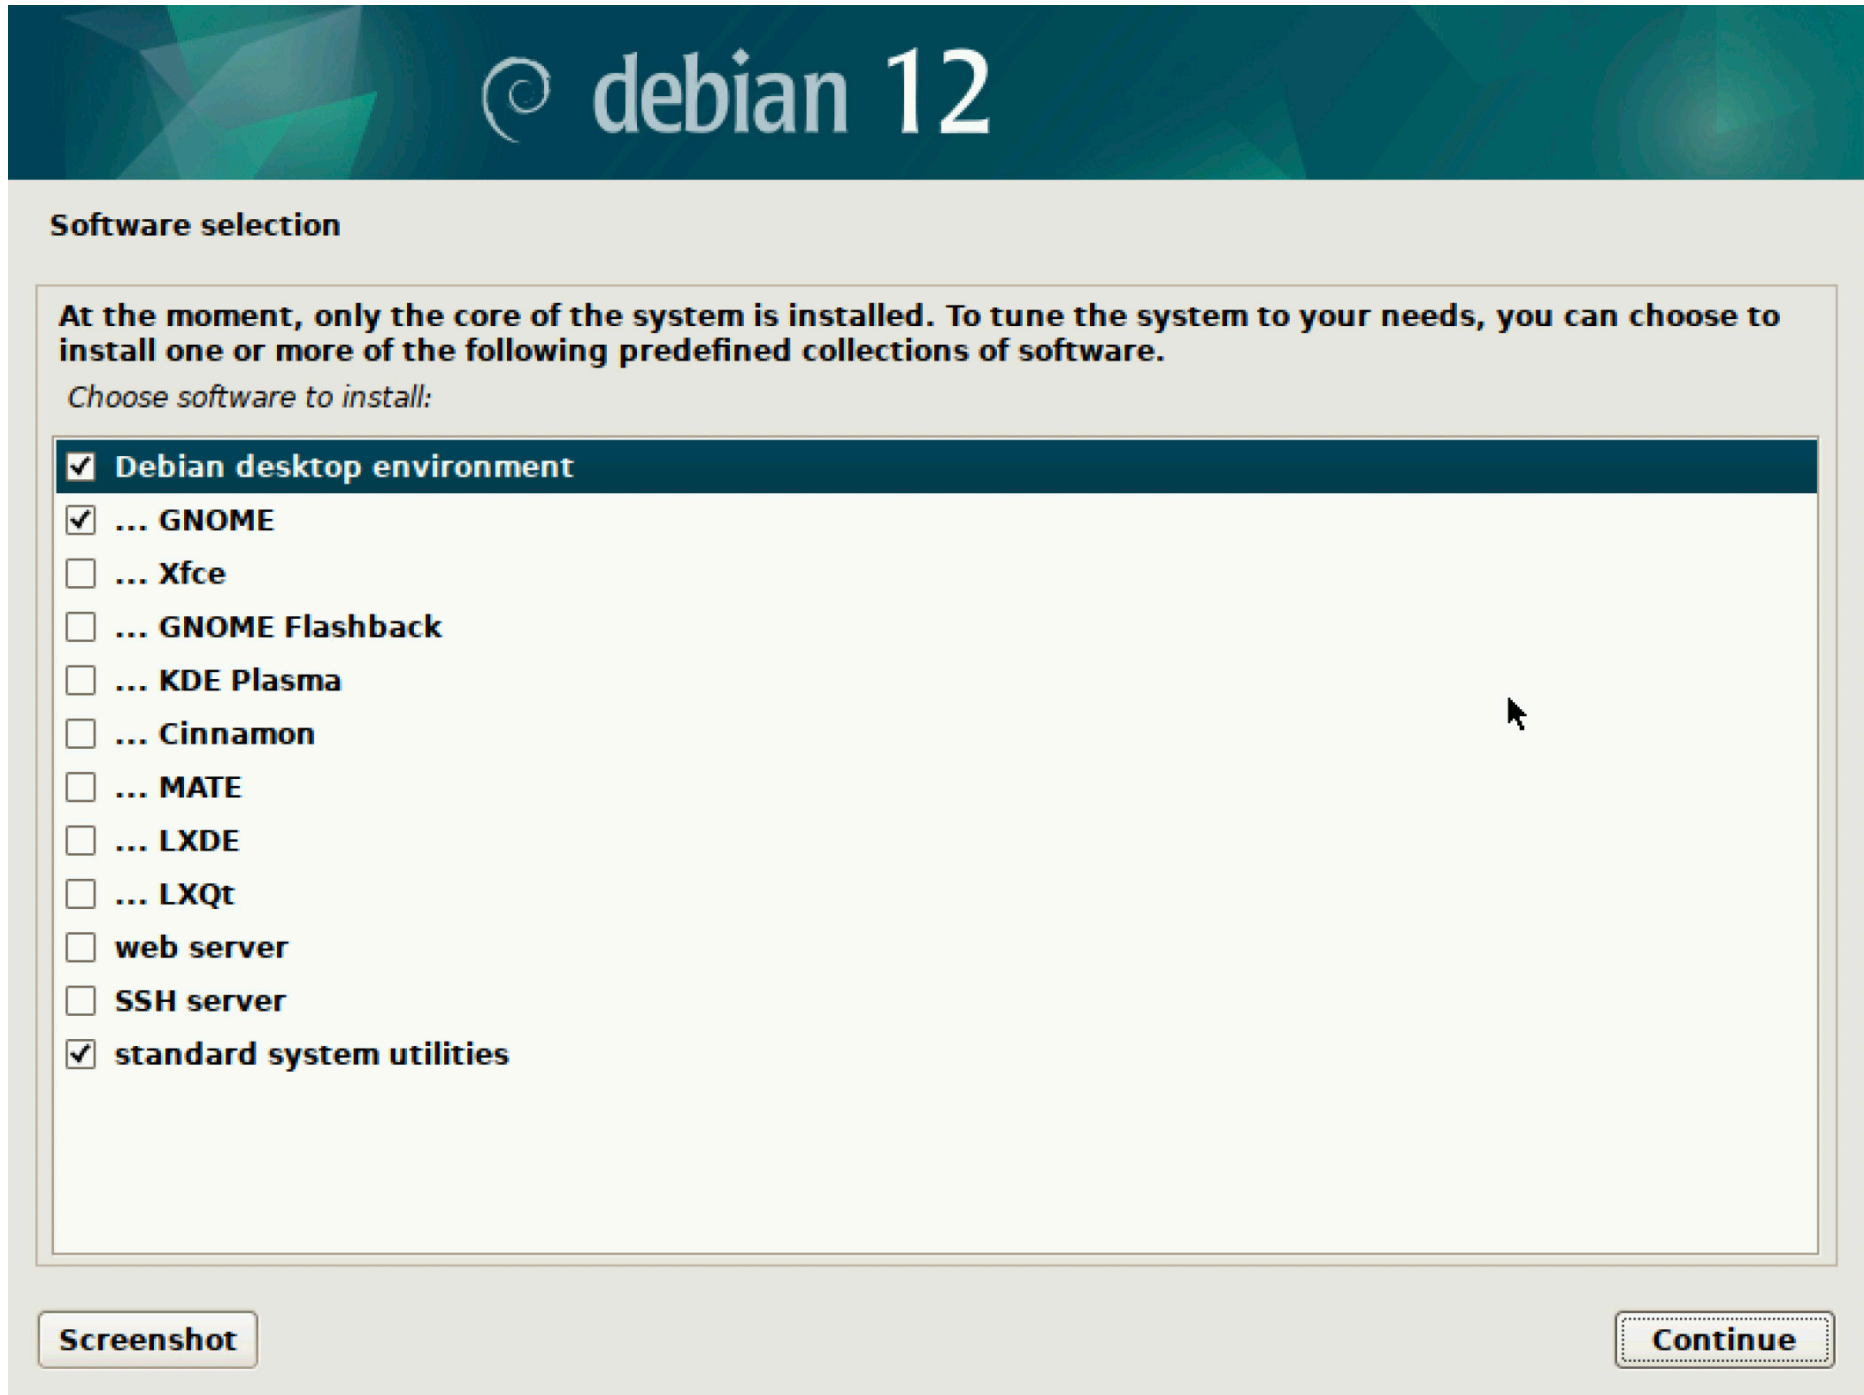 debian 12
Software selection
At the moment, only the core of the system is installed. To tune the system to your needs, you can choose to
install one or more of the following predefined collections of software.
Choose software to install:
Debian desktop environment
... GNOME
... Xfce
... GNOME Flashback
... KDE Plasma
... Cinnamon
... MATE
... LXDE
... LXQt
web server
SSH server
standard system utilities
Screenshot
Continue